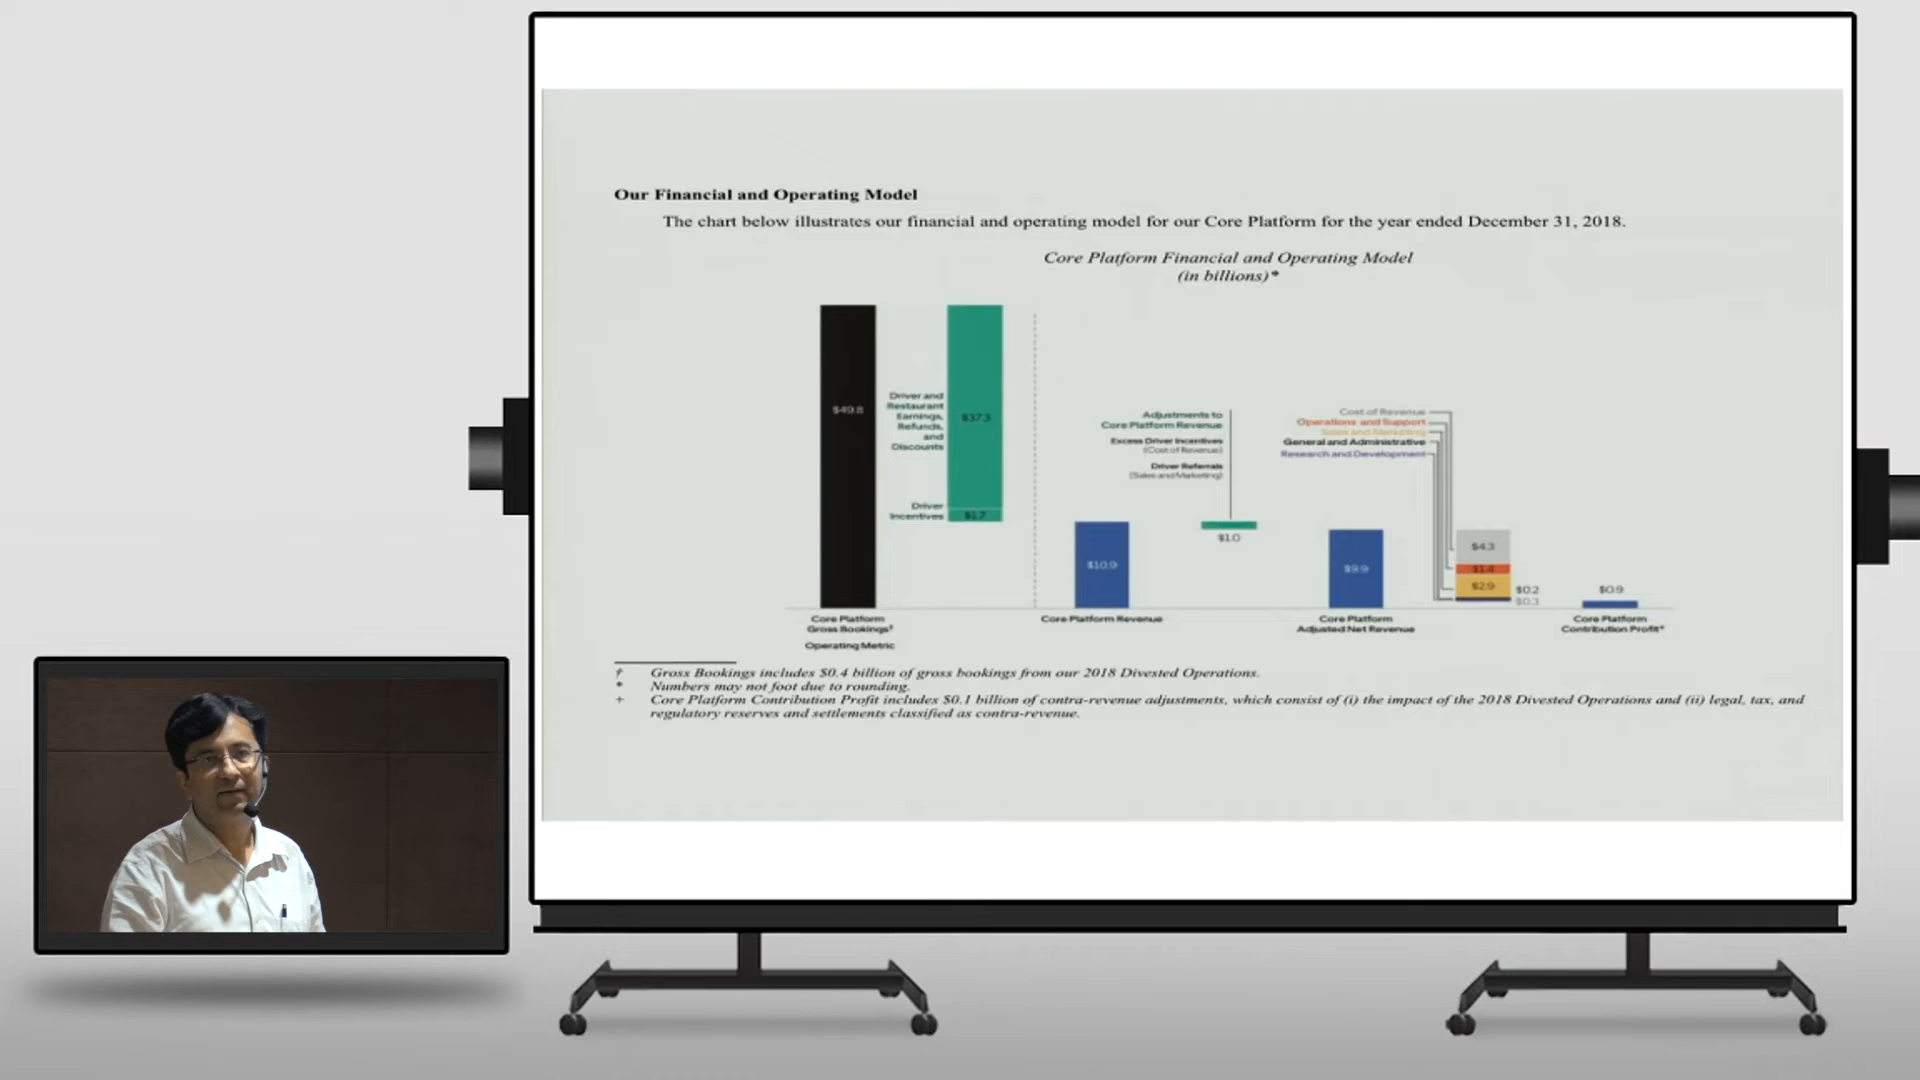 Our Financial and Operating Model
The chart below illustrates our financial and operating model for our Core Platform for the year ended December 31, 2018.
Core Platform Financial and Operating Model
(in billions)*
$49.8
Driver and
Restaurant
Earnings,
Refunds,
and
Discounts
$37.3
Driver
Incentives
$1.7
Core Platform
Gross Bookings†
Operating Metric
$10.9
Core Platform Revenue
Adjustments to
Core Platform Revenue
Excess Driver Incentives
(Cost of Revenue)
Driver Referrals
(Sales and Marketing)
$1.0
$9.9
Core Platform
Adjusted Net Revenue
Cost of Revenue
Operations and Support
Sales and Marketing
General and Administrative
Research and Development
$4.3
$1.4
$2.9
$0.2
$0.3
$0.9
Core Platform
Contribution Profit+
† Gross Bookings includes $0.4 billion of gross bookings from our 2018 Divested Operations.
* Numbers may not foot due to rounding.
+ Core Platform Contribution Profit includes $0.1 billion of contra-revenue adjustments, which consist of (i) the impact of the 2018 Divested Operations and (ii) legal, tax, and
regulatory reserves and settlements classified as contra-revenue.